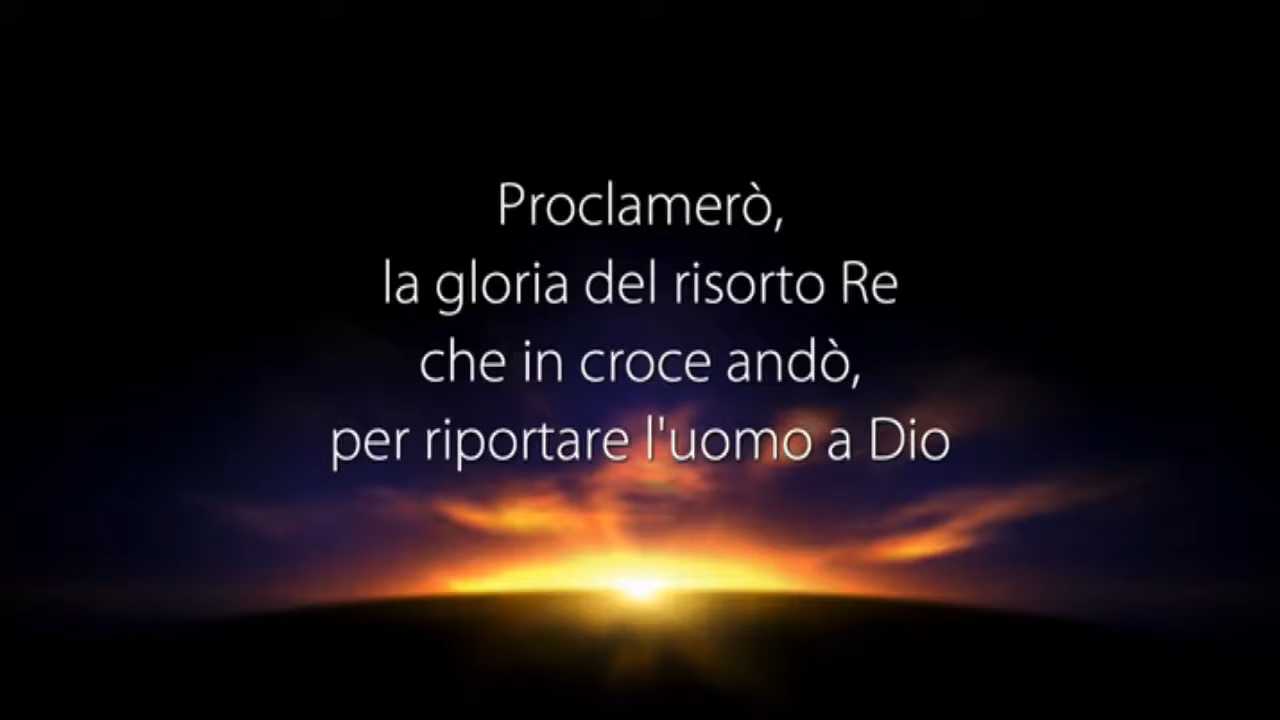 Proclamerò,
la gloria del risorto Re
che in croce andò,
per riportare l'uomo a Dio